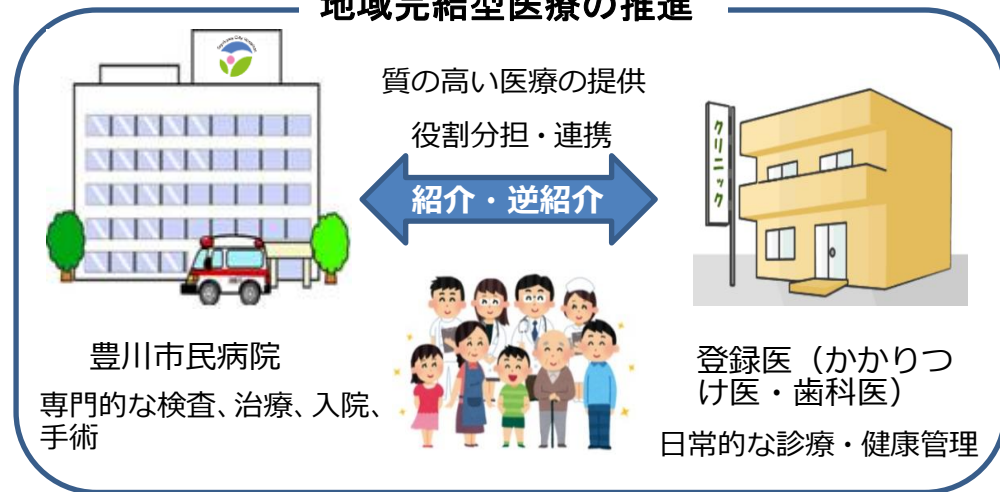 地域完結型医療の推進
質の高い医療の提供
役割分担・連携
紹介・逆紹介
クリニック
豊川市民病院
専門的な検査、治療、入院、
手術
登録医（かかりつ
け医・歯科医）
日常的な診療・健康管理